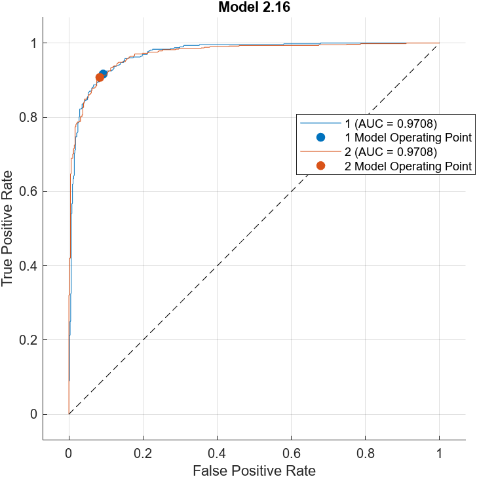 Model 2.16
1
0.8
0.6
0.4
0.2
0
True Positive Rate
1 (AUC = 0.9708)
1 Model Operating Point
2 (AUC = 0.9708)
2 Model Operating Point
0 0.2 0.4 0.6 0.8 1
False Positive Rate